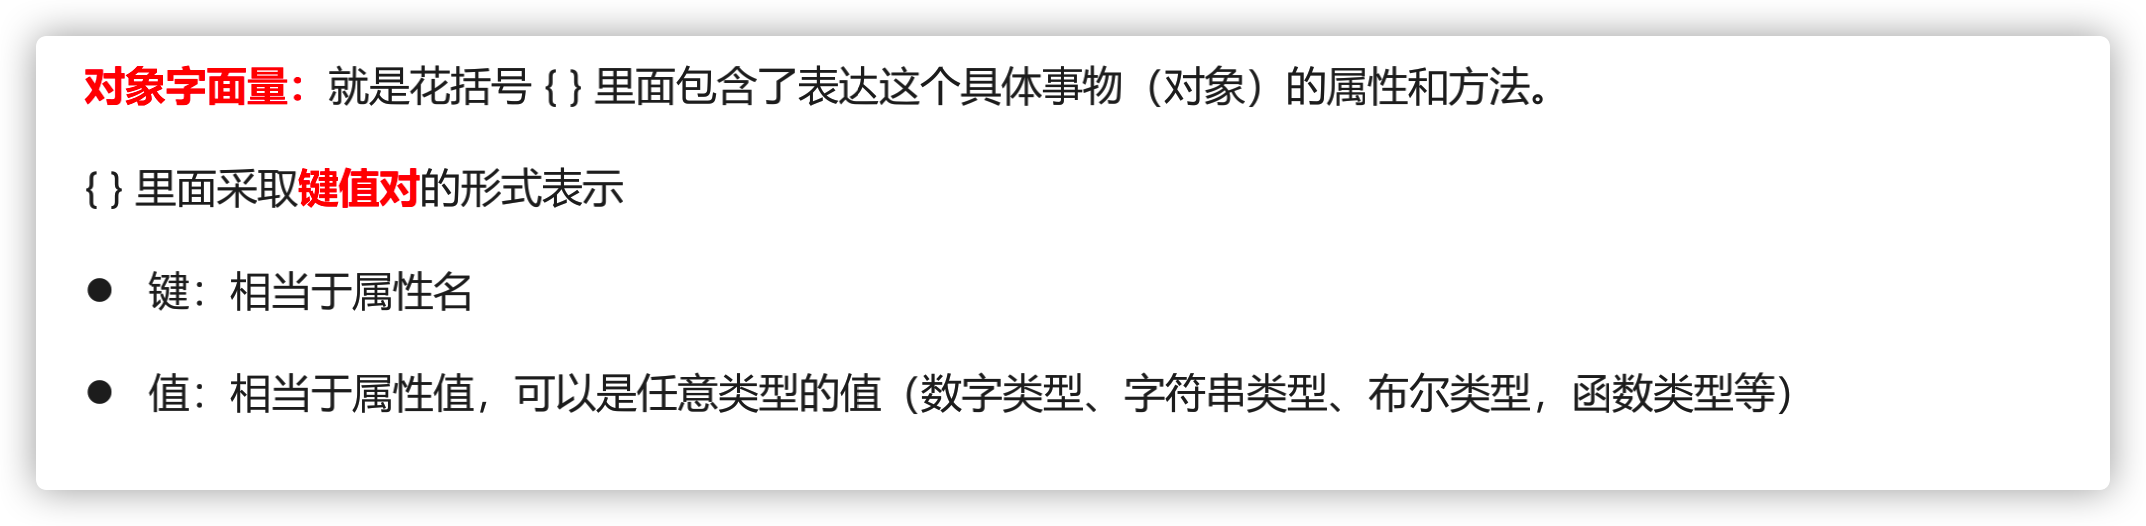 对象字面量：就是花括号 { } 里面包含了表达这个具体事物（对象）的属性和方法。
{ } 里面采取键值对的形式表示
● 键：相当于属性名
● 值：相当于属性值，可以是任意类型的值（数字类型、字符串类型、布尔类型，函数类型等）